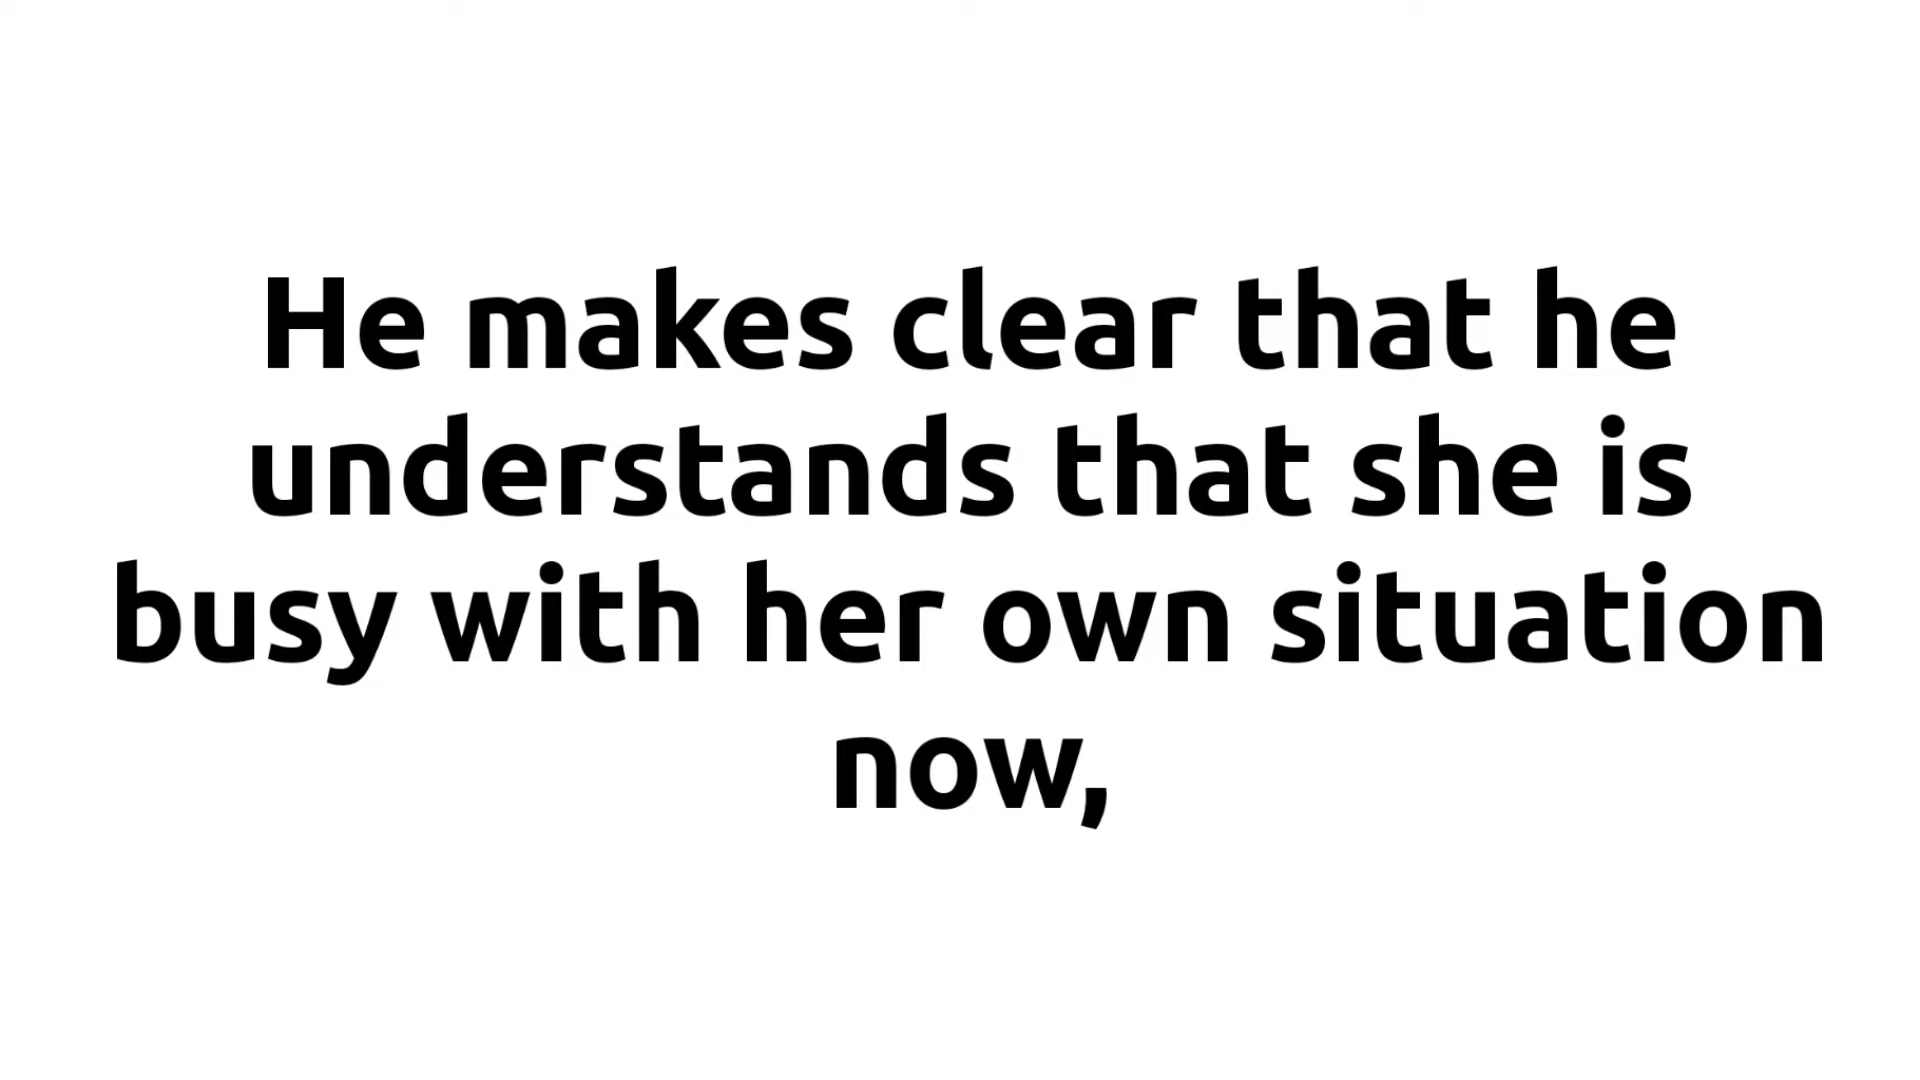 He makes clear that he
understands that she is
busy with her own situation
now,